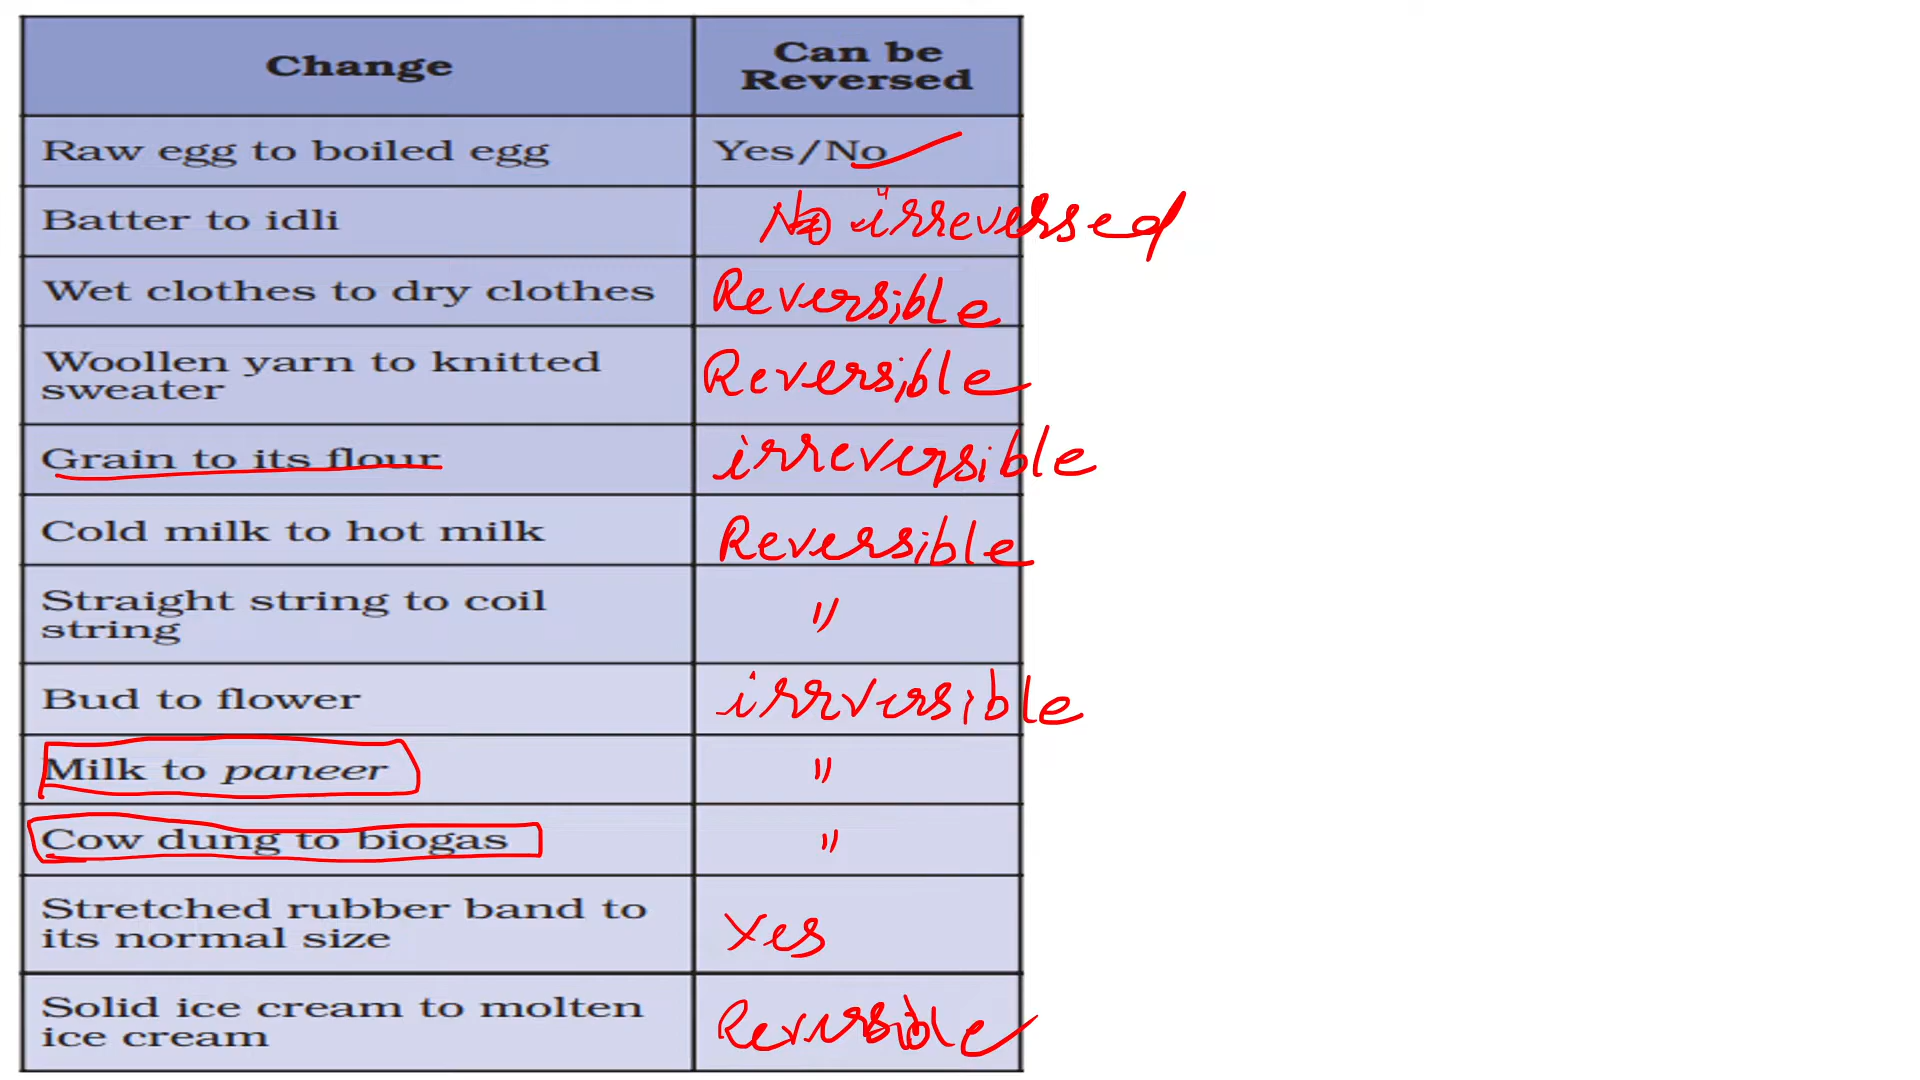 Change
Can be
Reversed
Raw egg to boiled egg
Yes/No
Batter to idli
No irreversed
Wet clothes to dry clothes
Reversible
Woollen yarn to knitted
sweater
Reversible
Grain to its flour
irreversible
Cold milk to hot milk
Reversible
Straight string to coil
string
"
Bud to flower
irrversible
Milk to paneer
"
Cow dung to biogas
"
Stretched rubber band to
its normal size
Yes
Solid ice cream to molten
ice cream
Reversible